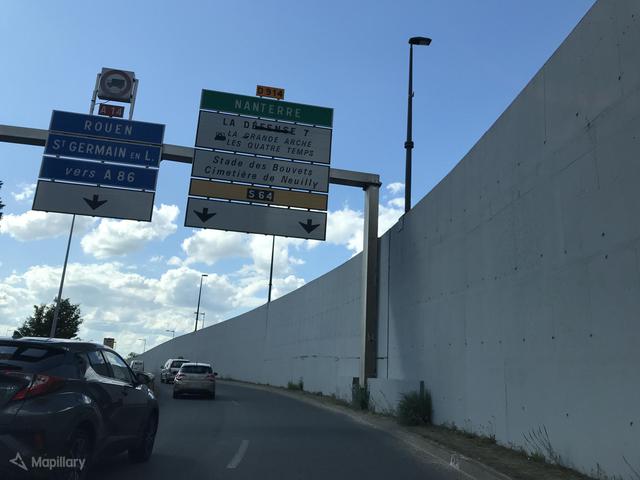 A 14
ROUEN
ST GERMAIN EN L.
vers A 86
D 914
NANTERRE
LA DÉFENSE 7
LA GRANDE ARCHE
LES QUATRE TEMPS
Stade des Bouvets
Cimetière de Neuilly
S 64
Mapillary